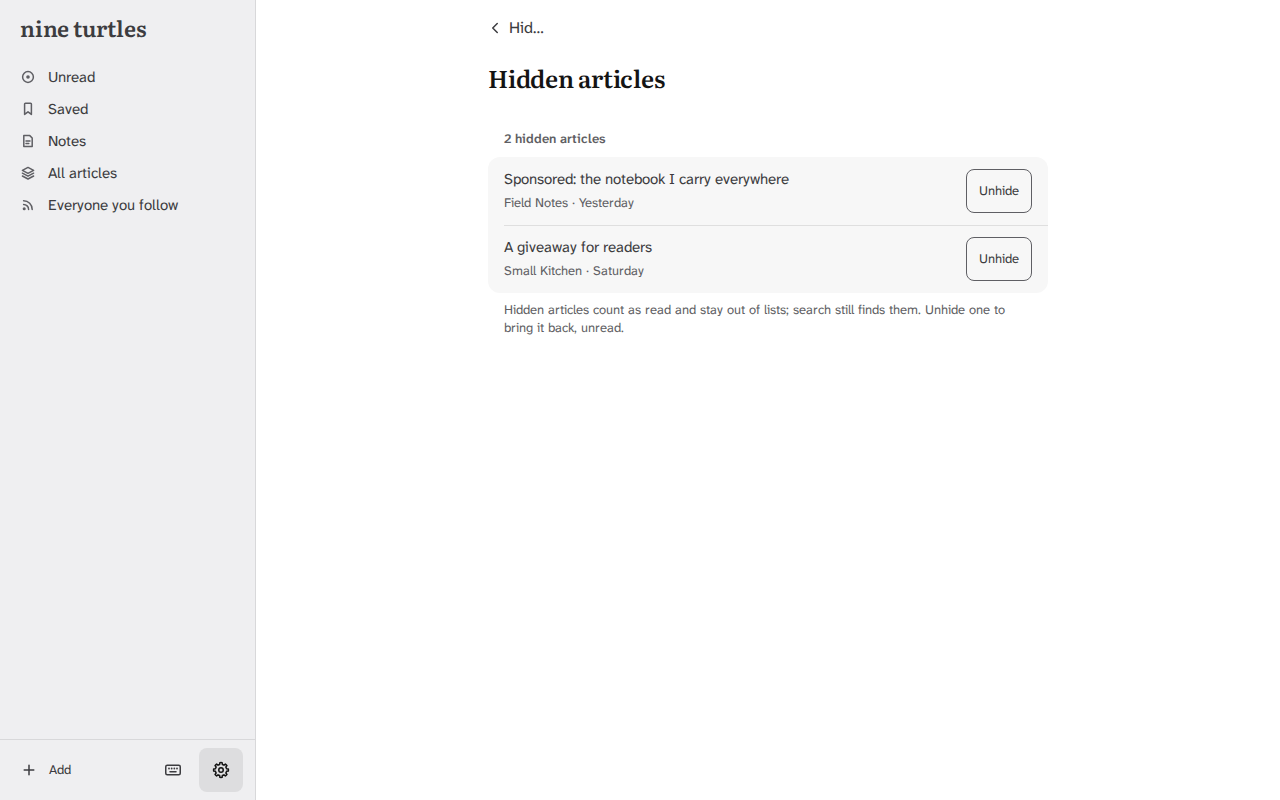 nine turtles
Unread
Saved
Notes
All articles
Everyone you follow
Add
Hid...
Hidden articles
2 hidden articles
Sponsored: the notebook I carry everywhere
Field Notes · Yesterday
Unhide
A giveaway for readers
Small Kitchen · Saturday
Unhide
Hidden articles count as read and stay out of lists; search still finds them. Unhide one to
bring it back, unread.